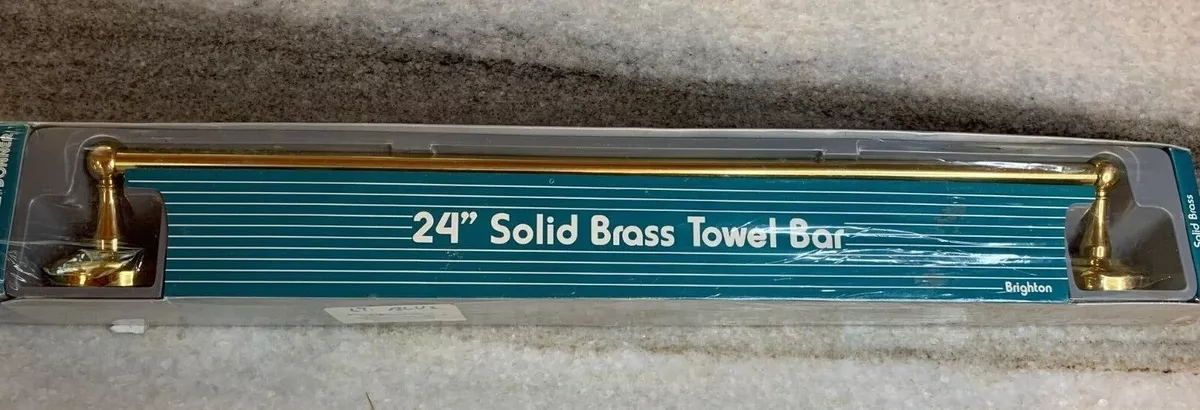 24” Solid Brass Towel Bar
Brighton
Solid Brass